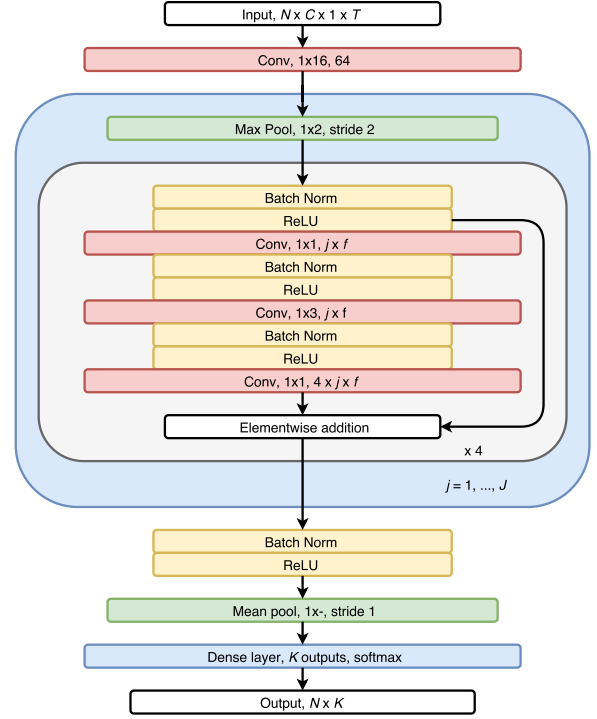 Input, N x C x 1 x T
Conv, 1x16, 64
Max Pool, 1x2, stride 2
Batch Norm
ReLU
Conv, 1x1, j x f
Batch Norm
ReLU
Conv, 1x3, j x f
Batch Norm
ReLU
Conv, 1x1, 4 x j x f
Elementwise addition
x 4
j = 1, ..., J
Batch Norm
ReLU
Mean pool, 1x-, stride 1
Dense layer, K outputs, softmax
Output, N x K